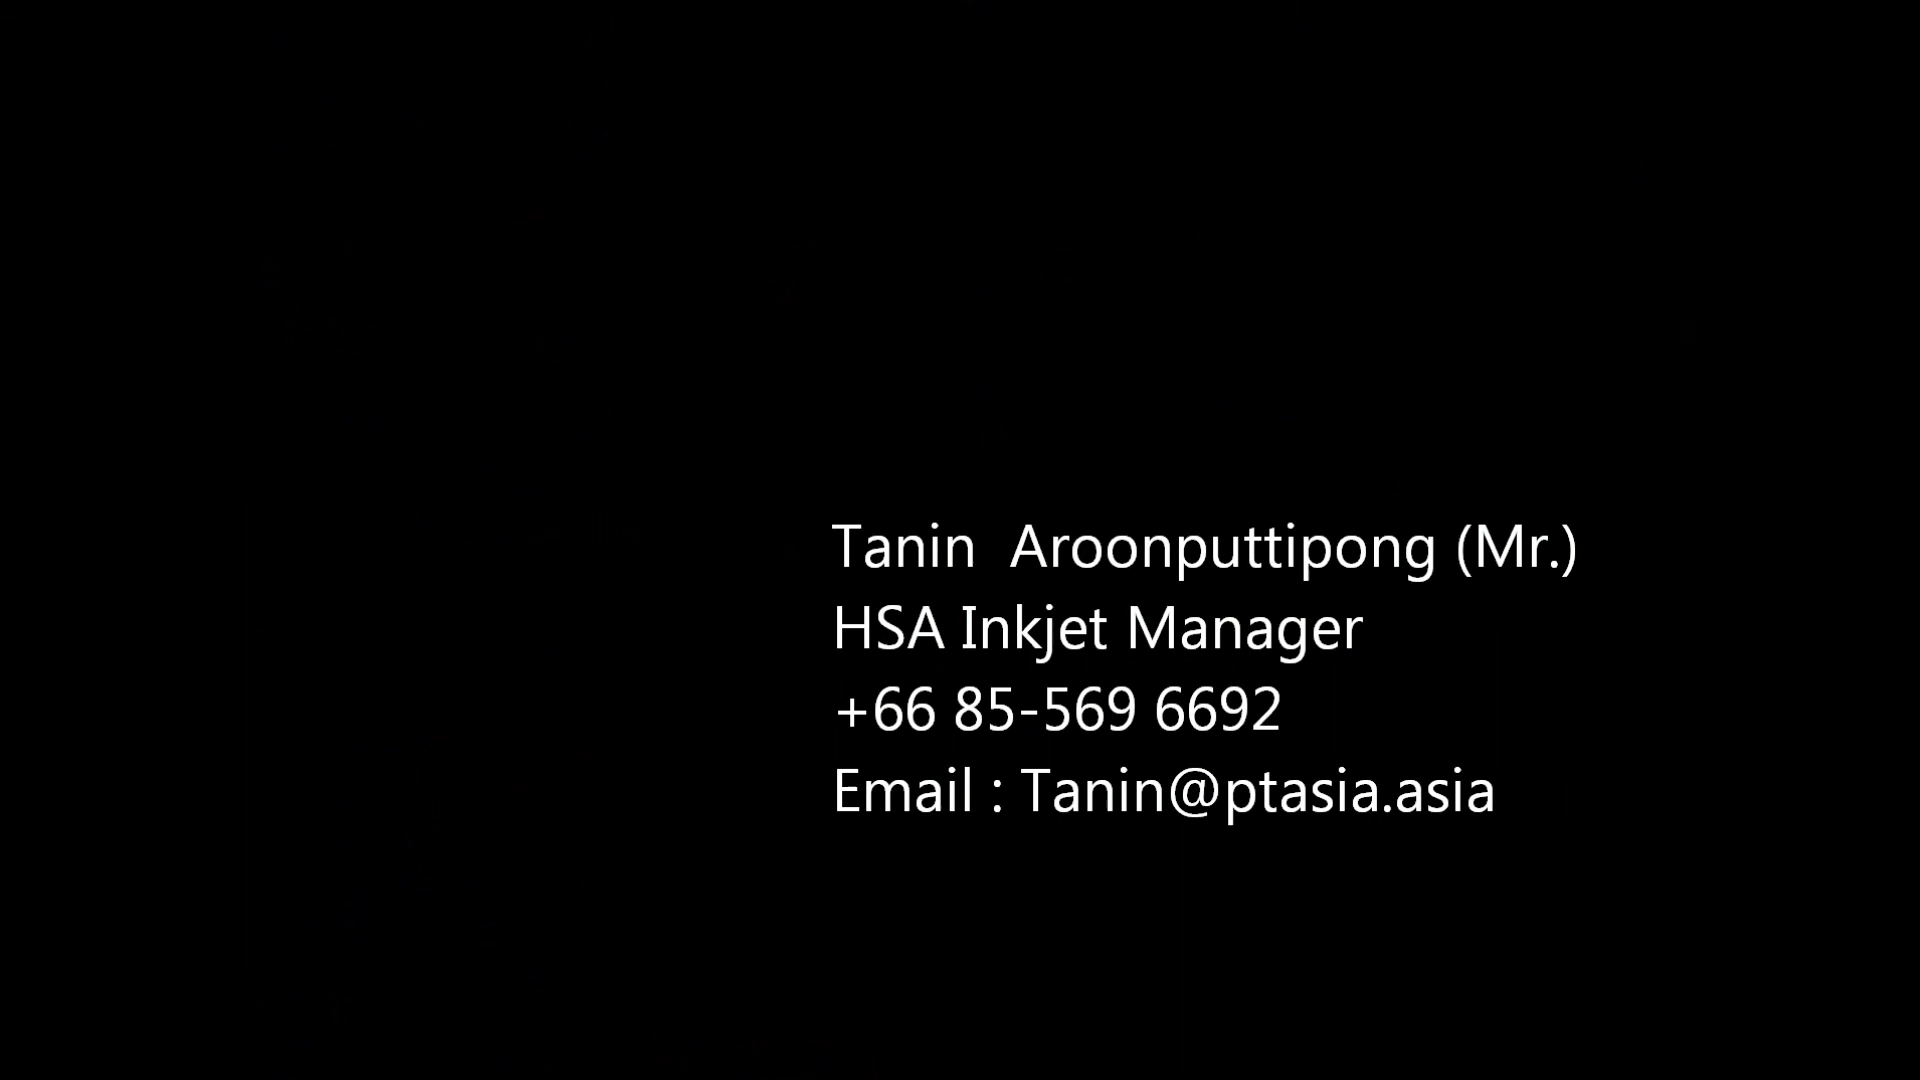 Tanin  Aroonputtipong (Mr.)
HSA Inkjet Manager
+66 85-569 6692
Email : Tanin@ptasia.asia